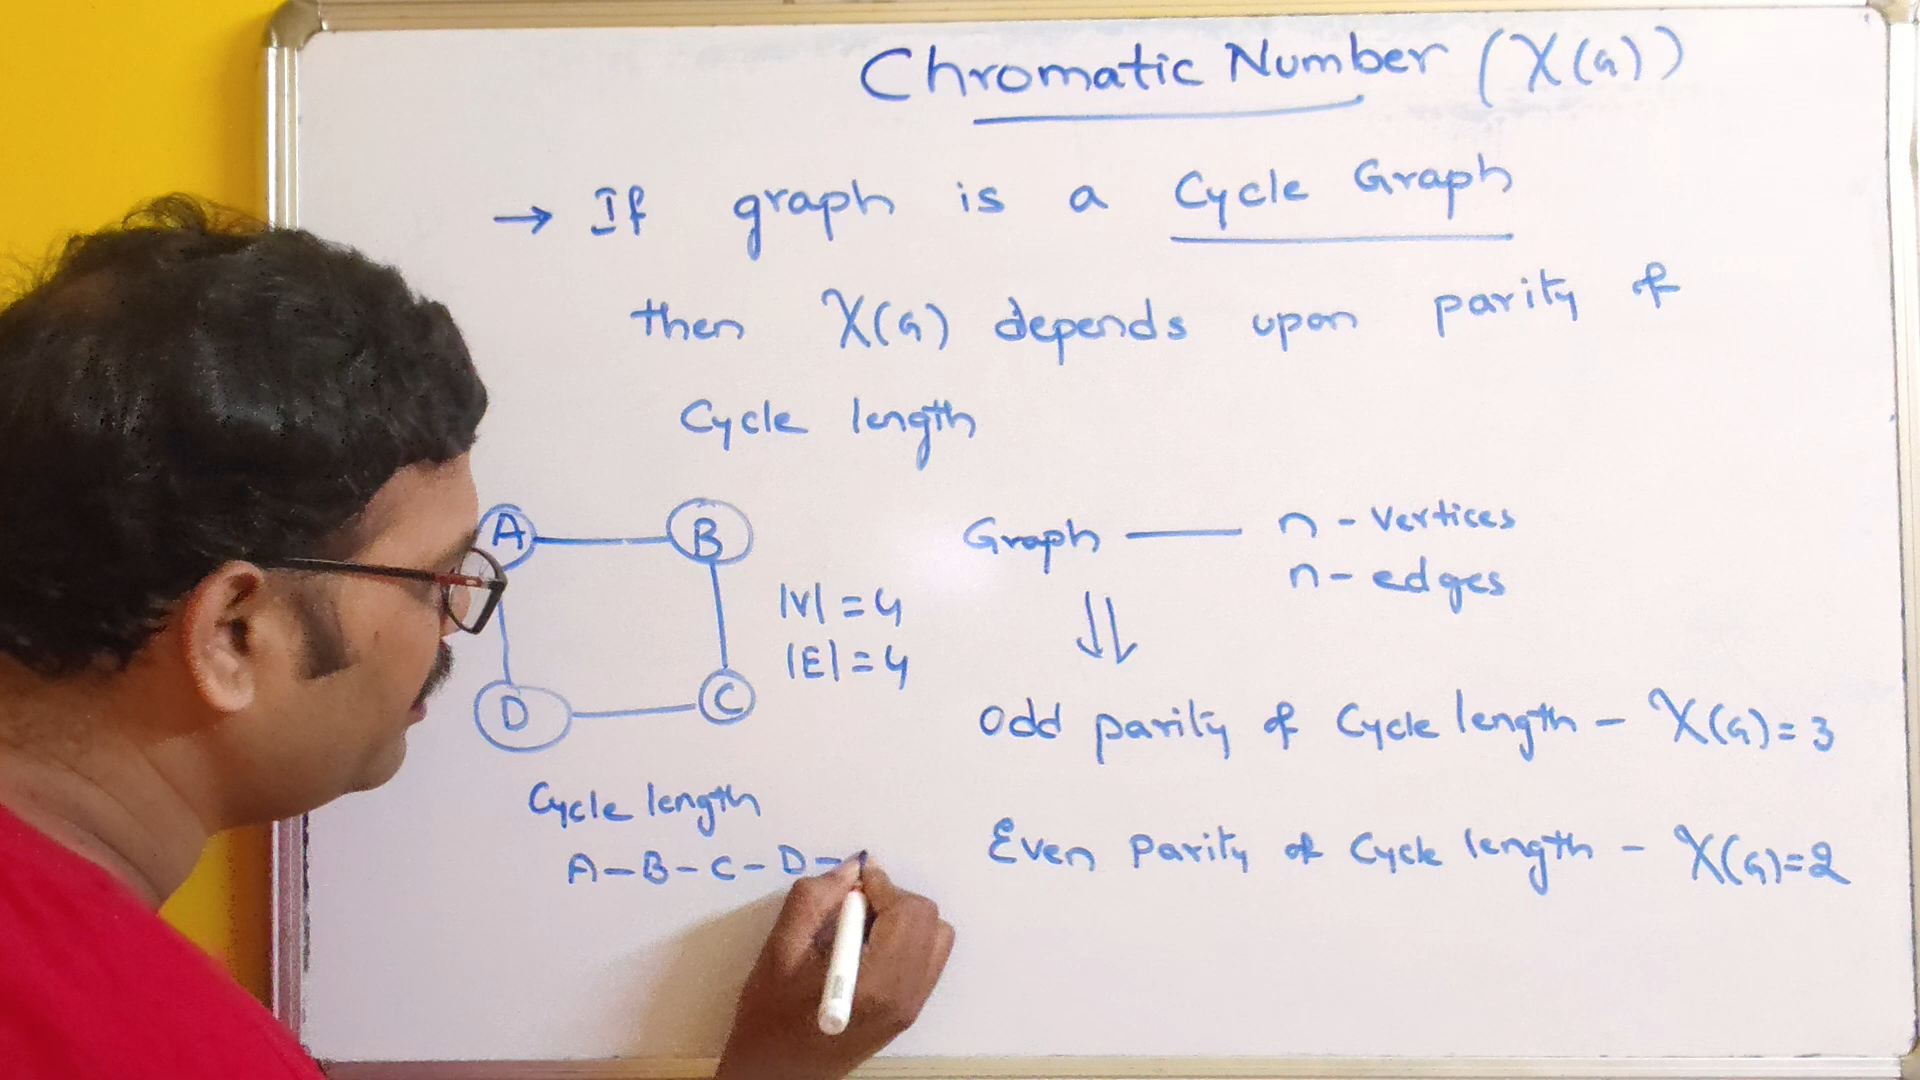 Chromatic Number (X(G))
→ If graph is a Cycle Graph
then X(G) depends upon parity of
Cycle length
A B
D C
|V| = 4
|E| = 4
Cycle length
A-B-C-D-
Graph — n - vertices
n - edges
⇓
Odd parity of Cycle length - X(G)=3
Even Parity of Cycle length - X(G)=2